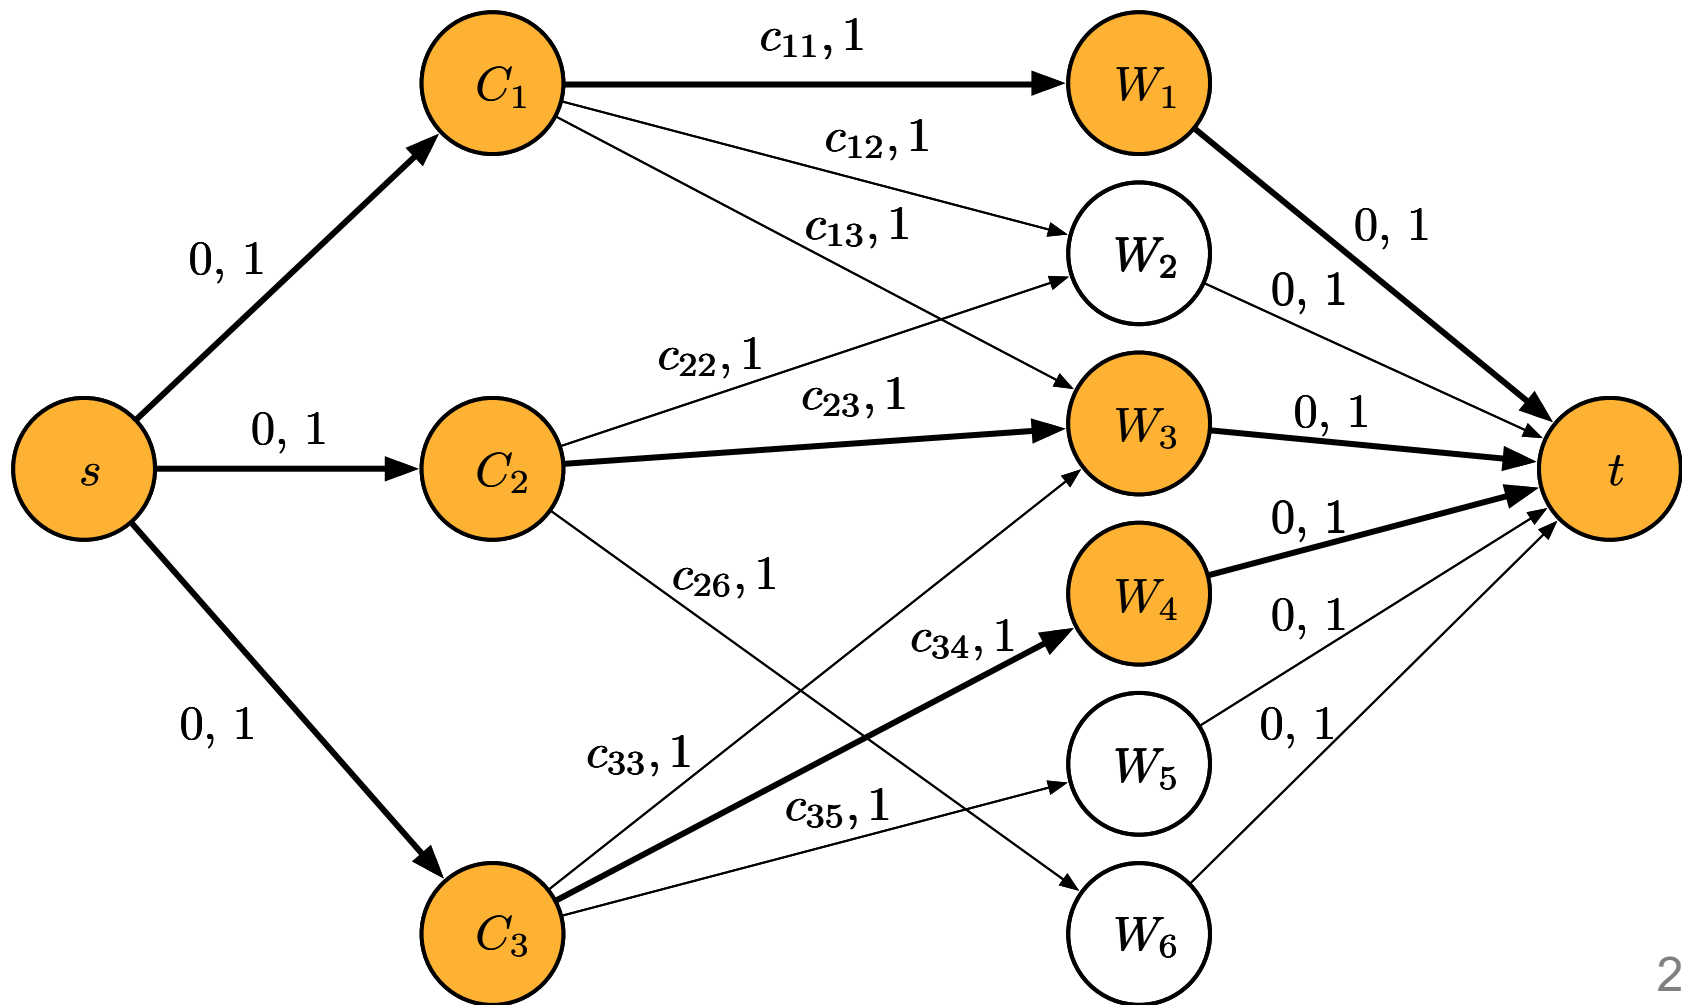 c₁₁, 1
C₁
W₁
c₁₂, 1
c₁₃, 1
0, 1
W₂
0, 1
0, 1
c₂₂, 1
c₂₃, 1
0, 1
0, 1
W₃
s
C₂
t
0, 1
c₂₆, 1
W₄
0, 1
c₃₄, 1
0, 1
0, 1
c₃₃, 1
W₅
c₃₅, 1
C₃
W₆
2